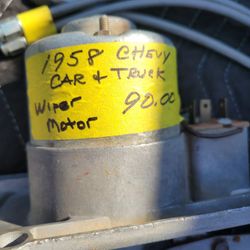 1958 CHEVY
CAR & TRUCK
Wiper 90.00
Motor